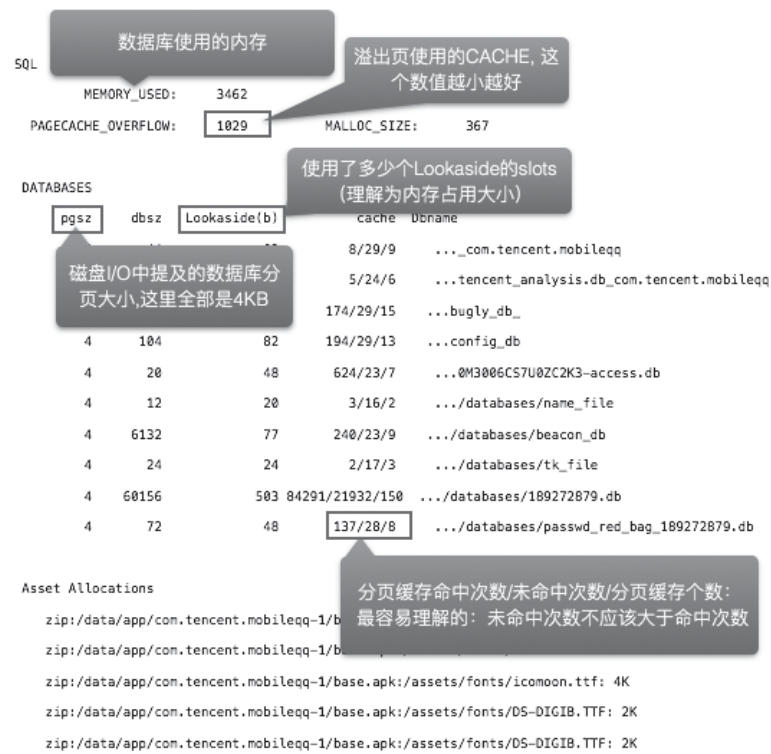 数据库使用的内存
溢出页使用的CACHE, 这
个数值越小越好
SQL
MEMORY_USED: 3462
PAGECACHE_OVERFLOW: 1029 MALLOC_SIZE: 367
使用了多少个Lookaside的slots
（理解为内存占用大小）
DATABASES
pgsz dbsz Lookaside(b) cache Dbname
8/29/9 ..._com.tencent.mobileqq
磁盘I/O中提及的数据库分
页大小,这里全部是4KB
5/24/6 ...tencent_analysis.db_com.tencent.mobileqq
174/29/15 ...bugly_db_
4 104 82 194/29/13 ...config_db
4 20 48 624/23/7 ...0M3006CS7U0ZC2K3-access.db
4 12 20 3/16/2 .../databases/name_file
4 6132 77 240/23/9 .../databases/beacon_db
4 24 24 2/17/3 .../databases/tk_file
4 60156 503 84291/21932/150 .../databases/189272879.db
4 72 48 137/28/8 .../databases/passwd_red_bag_189272879.db
分页缓存命中次数/未命中次数/分页缓存个数：
最容易理解的：未命中次数不应该大于命中次数
Asset Allocations
zip:/data/app/com.tencent.mobileqq-1/b
zip:/data/app/com.tencent.mobileqq-1/b
zip:/data/app/com.tencent.mobileqq-1/base.apk:/assets/fonts/icomoon.ttf: 4K
zip:/data/app/com.tencent.mobileqq-1/base.apk:/assets/fonts/DS-DIGIB.TTF: 2K
zip:/data/app/com.tencent.mobileqq-1/base.apk:/assets/fonts/DS-DIGIB.TTF: 2K